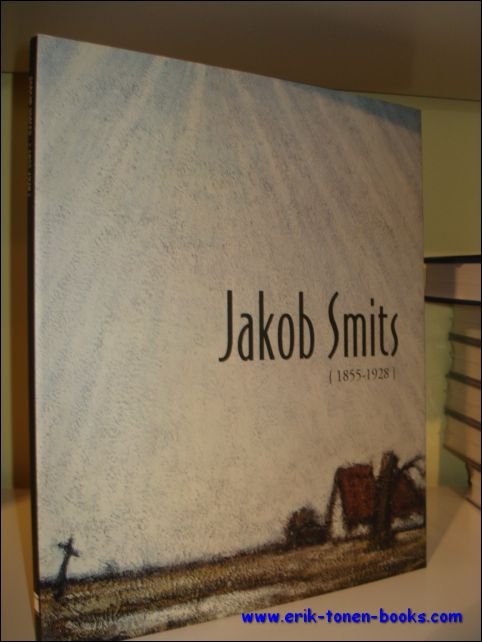 Jakob Smits
( 1855-1928 )
www.erik-tonen-books.com